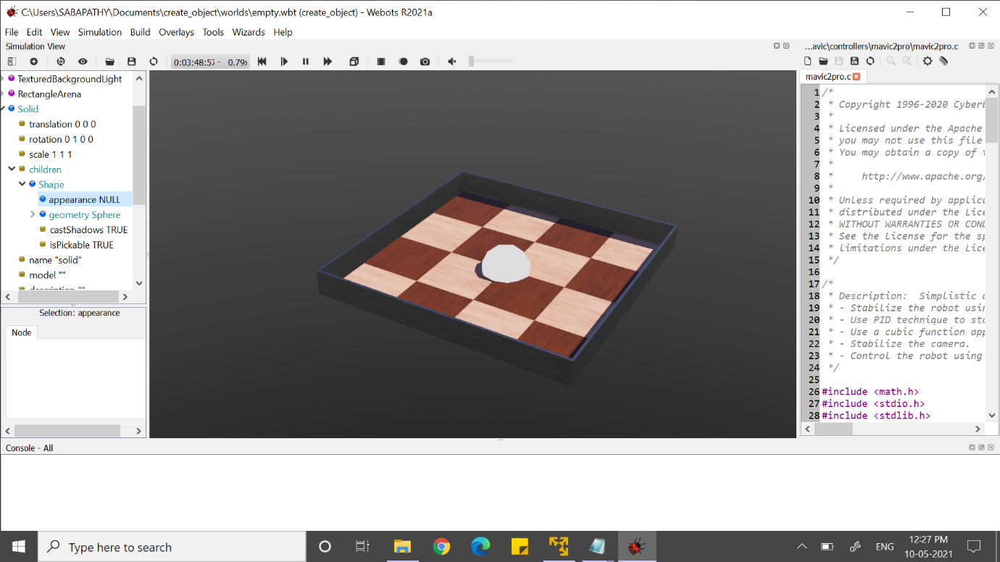 C:\Users\SABAPATHY\Documents\create_object\worlds\empty.wbt (create_object) - Webots R2021a
File Edit View Simulation Build Overlays Tools Wizards Help
Simulation View
0:03:48:57 - 0.79x
TexturedBackgroundLight
RectangleArena
Solid
translation 0 0 0
rotation 0 1 0 0
scale 1 1 1
children
Shape
appearance NULL
geometry Sphere
castShadows TRUE
isPickable TRUE
name "solid"
model ""
description ""
Selection: appearance
Node
...avic\controllers\mavic2pro\mavic2pro.c
mavic2pro.c
1 /*
2 * Copyright 1996-2020 Cyberb
3 *
4 * Licensed under the Apache
5 * you may not use this file
6 * You may obtain a copy of t
7 *
8 * http://www.apache.org/
9 *
10 * Unless required by applica
11 * distributed under the Lice
12 * WITHOUT WARRANTIES OR COND
13 * See the License for the sp
14 * limitations under the Lice
15 */
16
17 /*
18 * Description: Simplistic d
19 * - Stabilize the robot usin
20 * - Use PID technique to sta
21 * - Use a cubic function app
22 * - Stabilize the camera.
23 * - Control the robot using
24 */
25
26 #include <math.h>
27 #include <stdio.h>
28 #include <stdlib.h>
Console - All
Type here to search
ENG
12:27 PM
10-05-2021